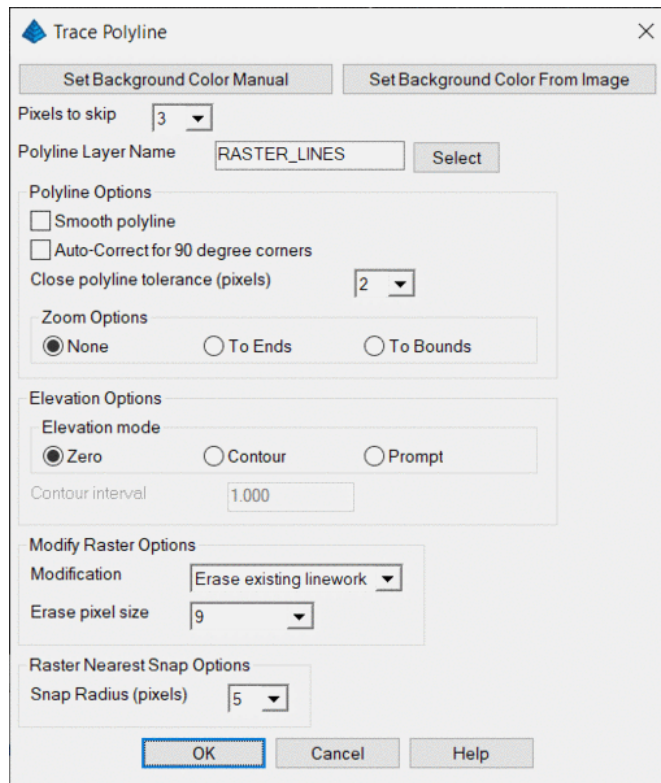 Trace Polyline
Set Background Color Manual Set Background Color From Image
Pixels to skip 3
Polyline Layer Name RASTER_LINES Select
Polyline Options
Smooth polyline
Auto-Correct for 90 degree corners
Close polyline tolerance (pixels) 2
Zoom Options
None To Ends To Bounds
Elevation Options
Elevation mode
Zero Contour Prompt
Contour interval 1.000
Modify Raster Options
Modification Erase existing linework
Erase pixel size 9
Raster Nearest Snap Options
Snap Radius (pixels) 5
OK Cancel Help